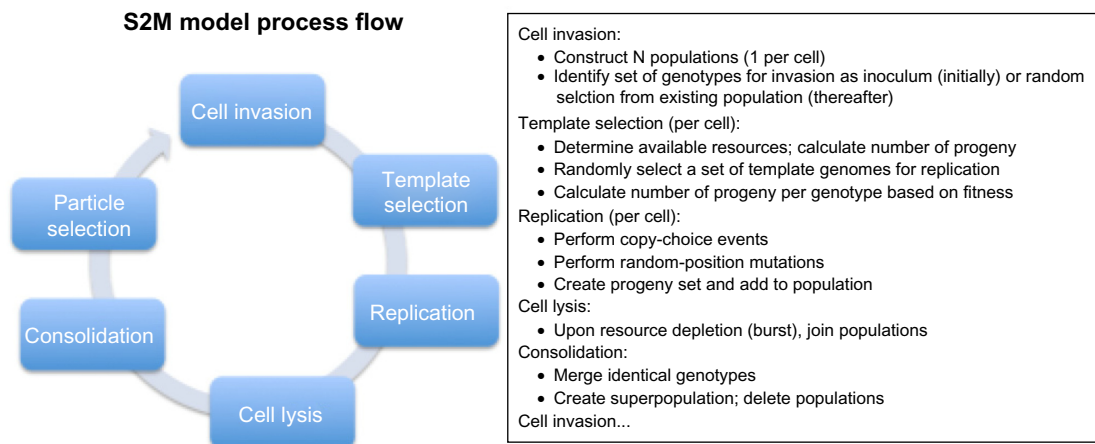 S2M model process flow
Cell invasion
Template
selection
Replication
Cell lysis
Consolidation
Particle
selection
Cell invasion:
• Construct N populations (1 per cell)
• Identify set of genotypes for invasion as inoculum (initially) or random
selction from existing population (thereafter)
Template selection (per cell):
• Determine available resources; calculate number of progeny
• Randomly select a set of template genomes for replication
• Calculate number of progeny per genotype based on fitness
Replication (per cell):
• Perform copy-choice events
• Perform random-position mutations
• Create progeny set and add to population
Cell lysis:
• Upon resource depletion (burst), join populations
Consolidation:
• Merge identical genotypes
• Create superpopulation; delete populations
Cell invasion...